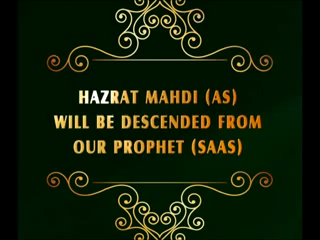 HAZRAT MAHDI (AS)
WILL BE DESCENDED FROM
OUR PROPHET (SAAS)